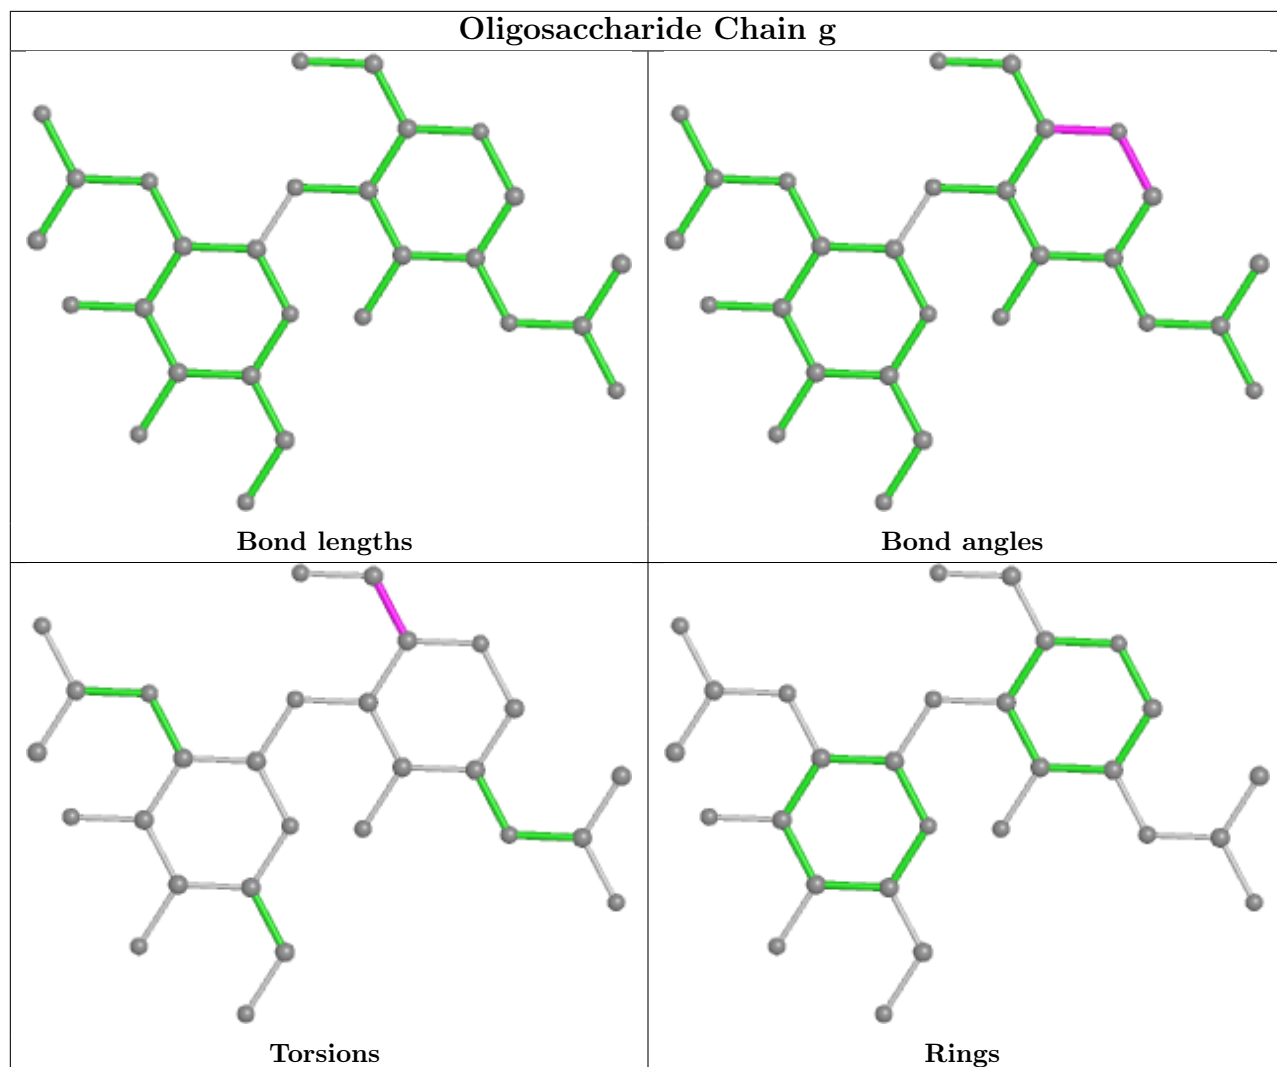 Oligosaccharide Chain g
Bond lengths
Bond angles
Torsions
Rings